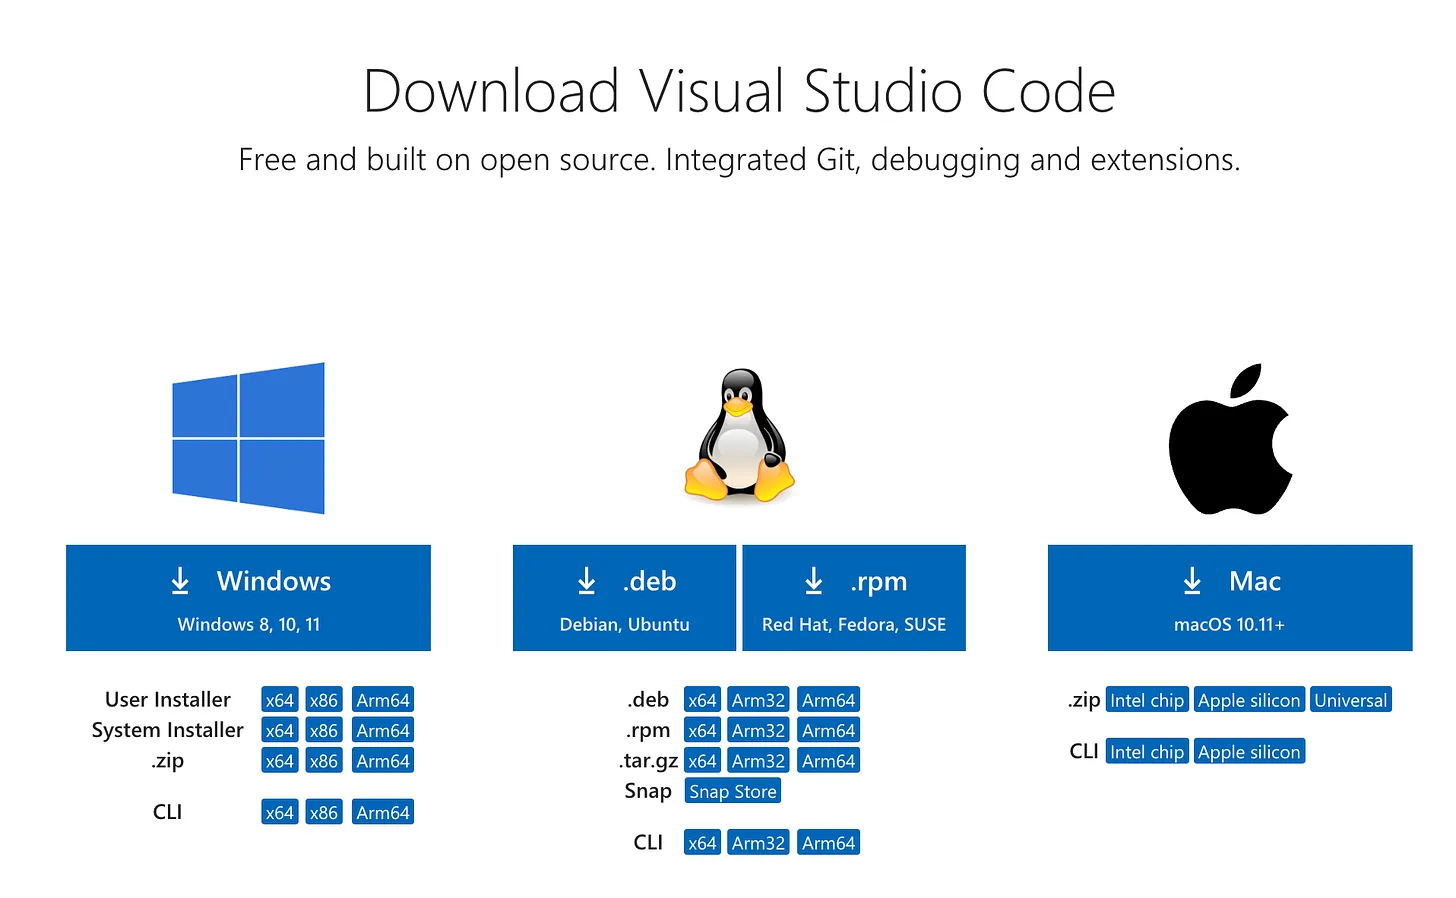 Download Visual Studio Code
Free and built on open source. Integrated Git, debugging and extensions.
Windows
Windows 8, 10, 11
User Installer x64 x86 Arm64
System Installer x64 x86 Arm64
.zip x64 x86 Arm64
CLI x64 x86 Arm64
.deb
Debian, Ubuntu
.rpm
Red Hat, Fedora, SUSE
.deb x64 Arm32 Arm64
.rpm x64 Arm32 Arm64
.tar.gz x64 Arm32 Arm64
Snap Snap Store
CLI x64 Arm32 Arm64
Mac
macOS 10.11+
.zip Intel chip Apple silicon Universal
CLI Intel chip Apple silicon